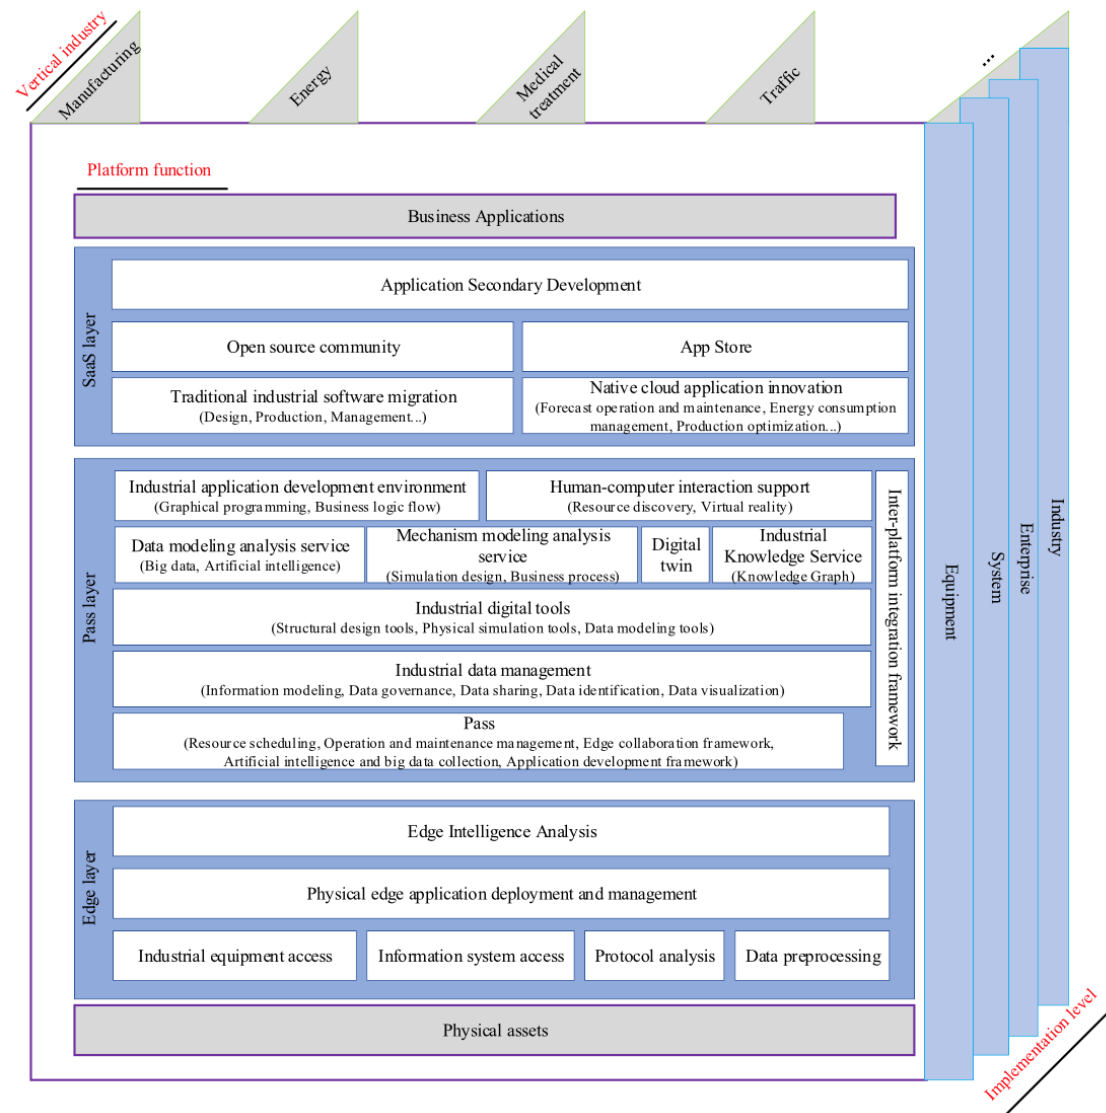 Vertical industry
Manufacturing
Energy
Medical
treatment
Traffic
...
Platform function
Business Applications
SaaS layer
Application Secondary Development
Open source community
App Store
Traditional industrial software migration
(Design, Production, Management...)
Native cloud application innovation
(Forecast operation and maintenance, Energy consumption
management, Production optimization...)
Pass layer
Industrial application development environment
(Graphical programming, Business logic flow)
Human-computer interaction support
(Resource discovery, Virtual reality)
Data modeling analysis service
(Big data, Artificial intelligence)
Mechanism modeling analysis
service
(Simulation design, Business process)
Digital
twin
Industrial
Knowledge Service
(Knowledge Graph)
Industrial digital tools
(Structural design tools, Physical simulation tools, Data modeling tools)
Industrial data management
(Information modeling, Data governance, Data sharing, Data identification, Data visualization)
Pass
(Resource scheduling, Operation and maintenance management, Edge collaboration framework,
Artificial intelligence and big data collection, Application development framework)
Inter-platform integration framework
Edge layer
Edge Intelligence Analysis
Physical edge application deployment and management
Industrial equipment access
Information system access
Protocol analysis
Data preprocessing
Physical assets
Equipment
System
Enterprise
Industry
Implementation level